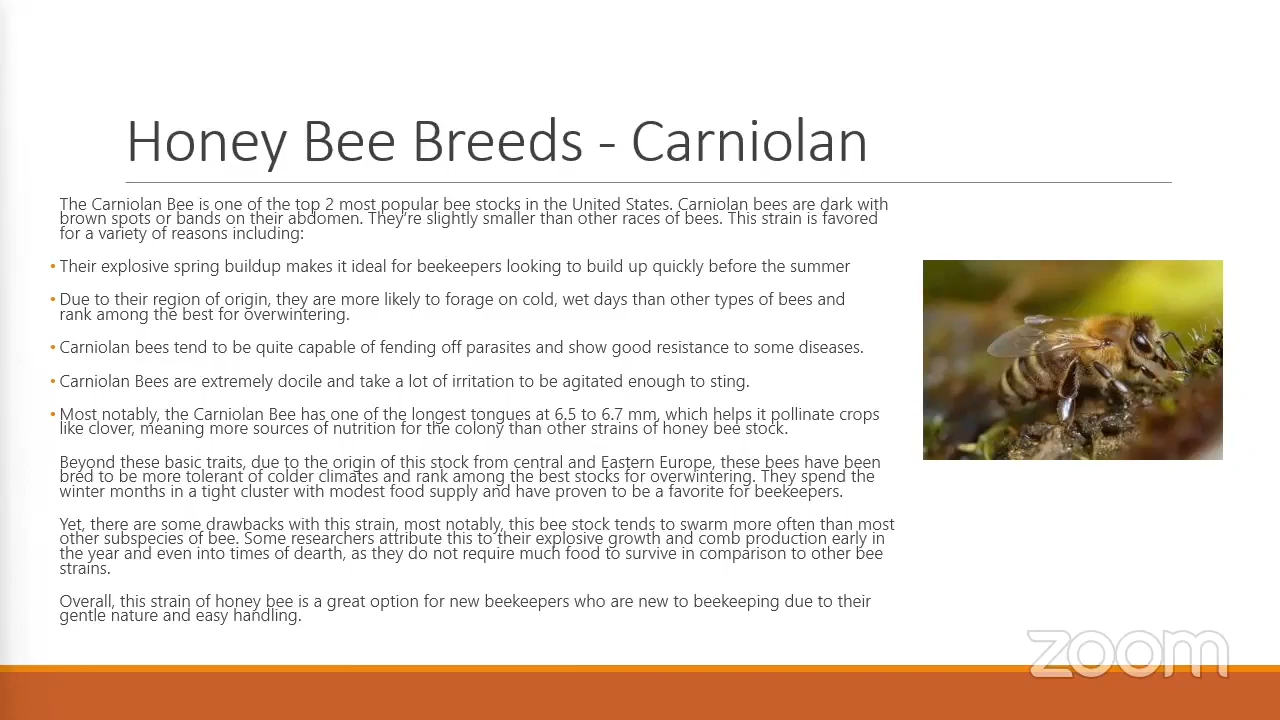 Honey Bee Breeds - Carniolan
The Carniolan Bee is one of the top 2 most popular bee stocks in the United States. Carniolan bees are dark with
brown spots or bands on their abdomen. They're slightly smaller than other races of bees. This strain is favored
for a variety of reasons including:
• Their explosive spring buildup makes it ideal for beekeepers looking to build up quickly before the summer
• Due to their region of origin, they are more likely to forage on cold, wet days than other types of bees and
rank among the best for overwintering.
• Carniolan bees tend to be quite capable of fending off parasites and show good resistance to some diseases.
• Carniolan Bees are extremely docile and take a lot of irritation to be agitated enough to sting.
• Most notably, the Carniolan Bee has one of the longest tongues at 6.5 to 6.7 mm, which helps it pollinate crops
like clover, meaning more sources of nutrition for the colony than other strains of honey bee stock.
Beyond these basic traits, due to the origin of this stock from central and Eastern Europe, these bees have been
bred to be more tolerant of colder climates and rank among the best stocks for overwintering. They spend the
winter months in a tight cluster with modest food supply and have proven to be a favorite for beekeepers.
Yet, there are some drawbacks with this strain, most notably, this bee stock tends to swarm more often than most
other subspecies of bee. Some researchers attribute this to their explosive growth and comb production early in
the year and even into times of dearth, as they do not require much food to survive in comparison to other bee
strains.
Overall, this strain of honey bee is a great option for new beekeepers who are new to beekeeping due to their
gentle nature and easy handling.
zoom